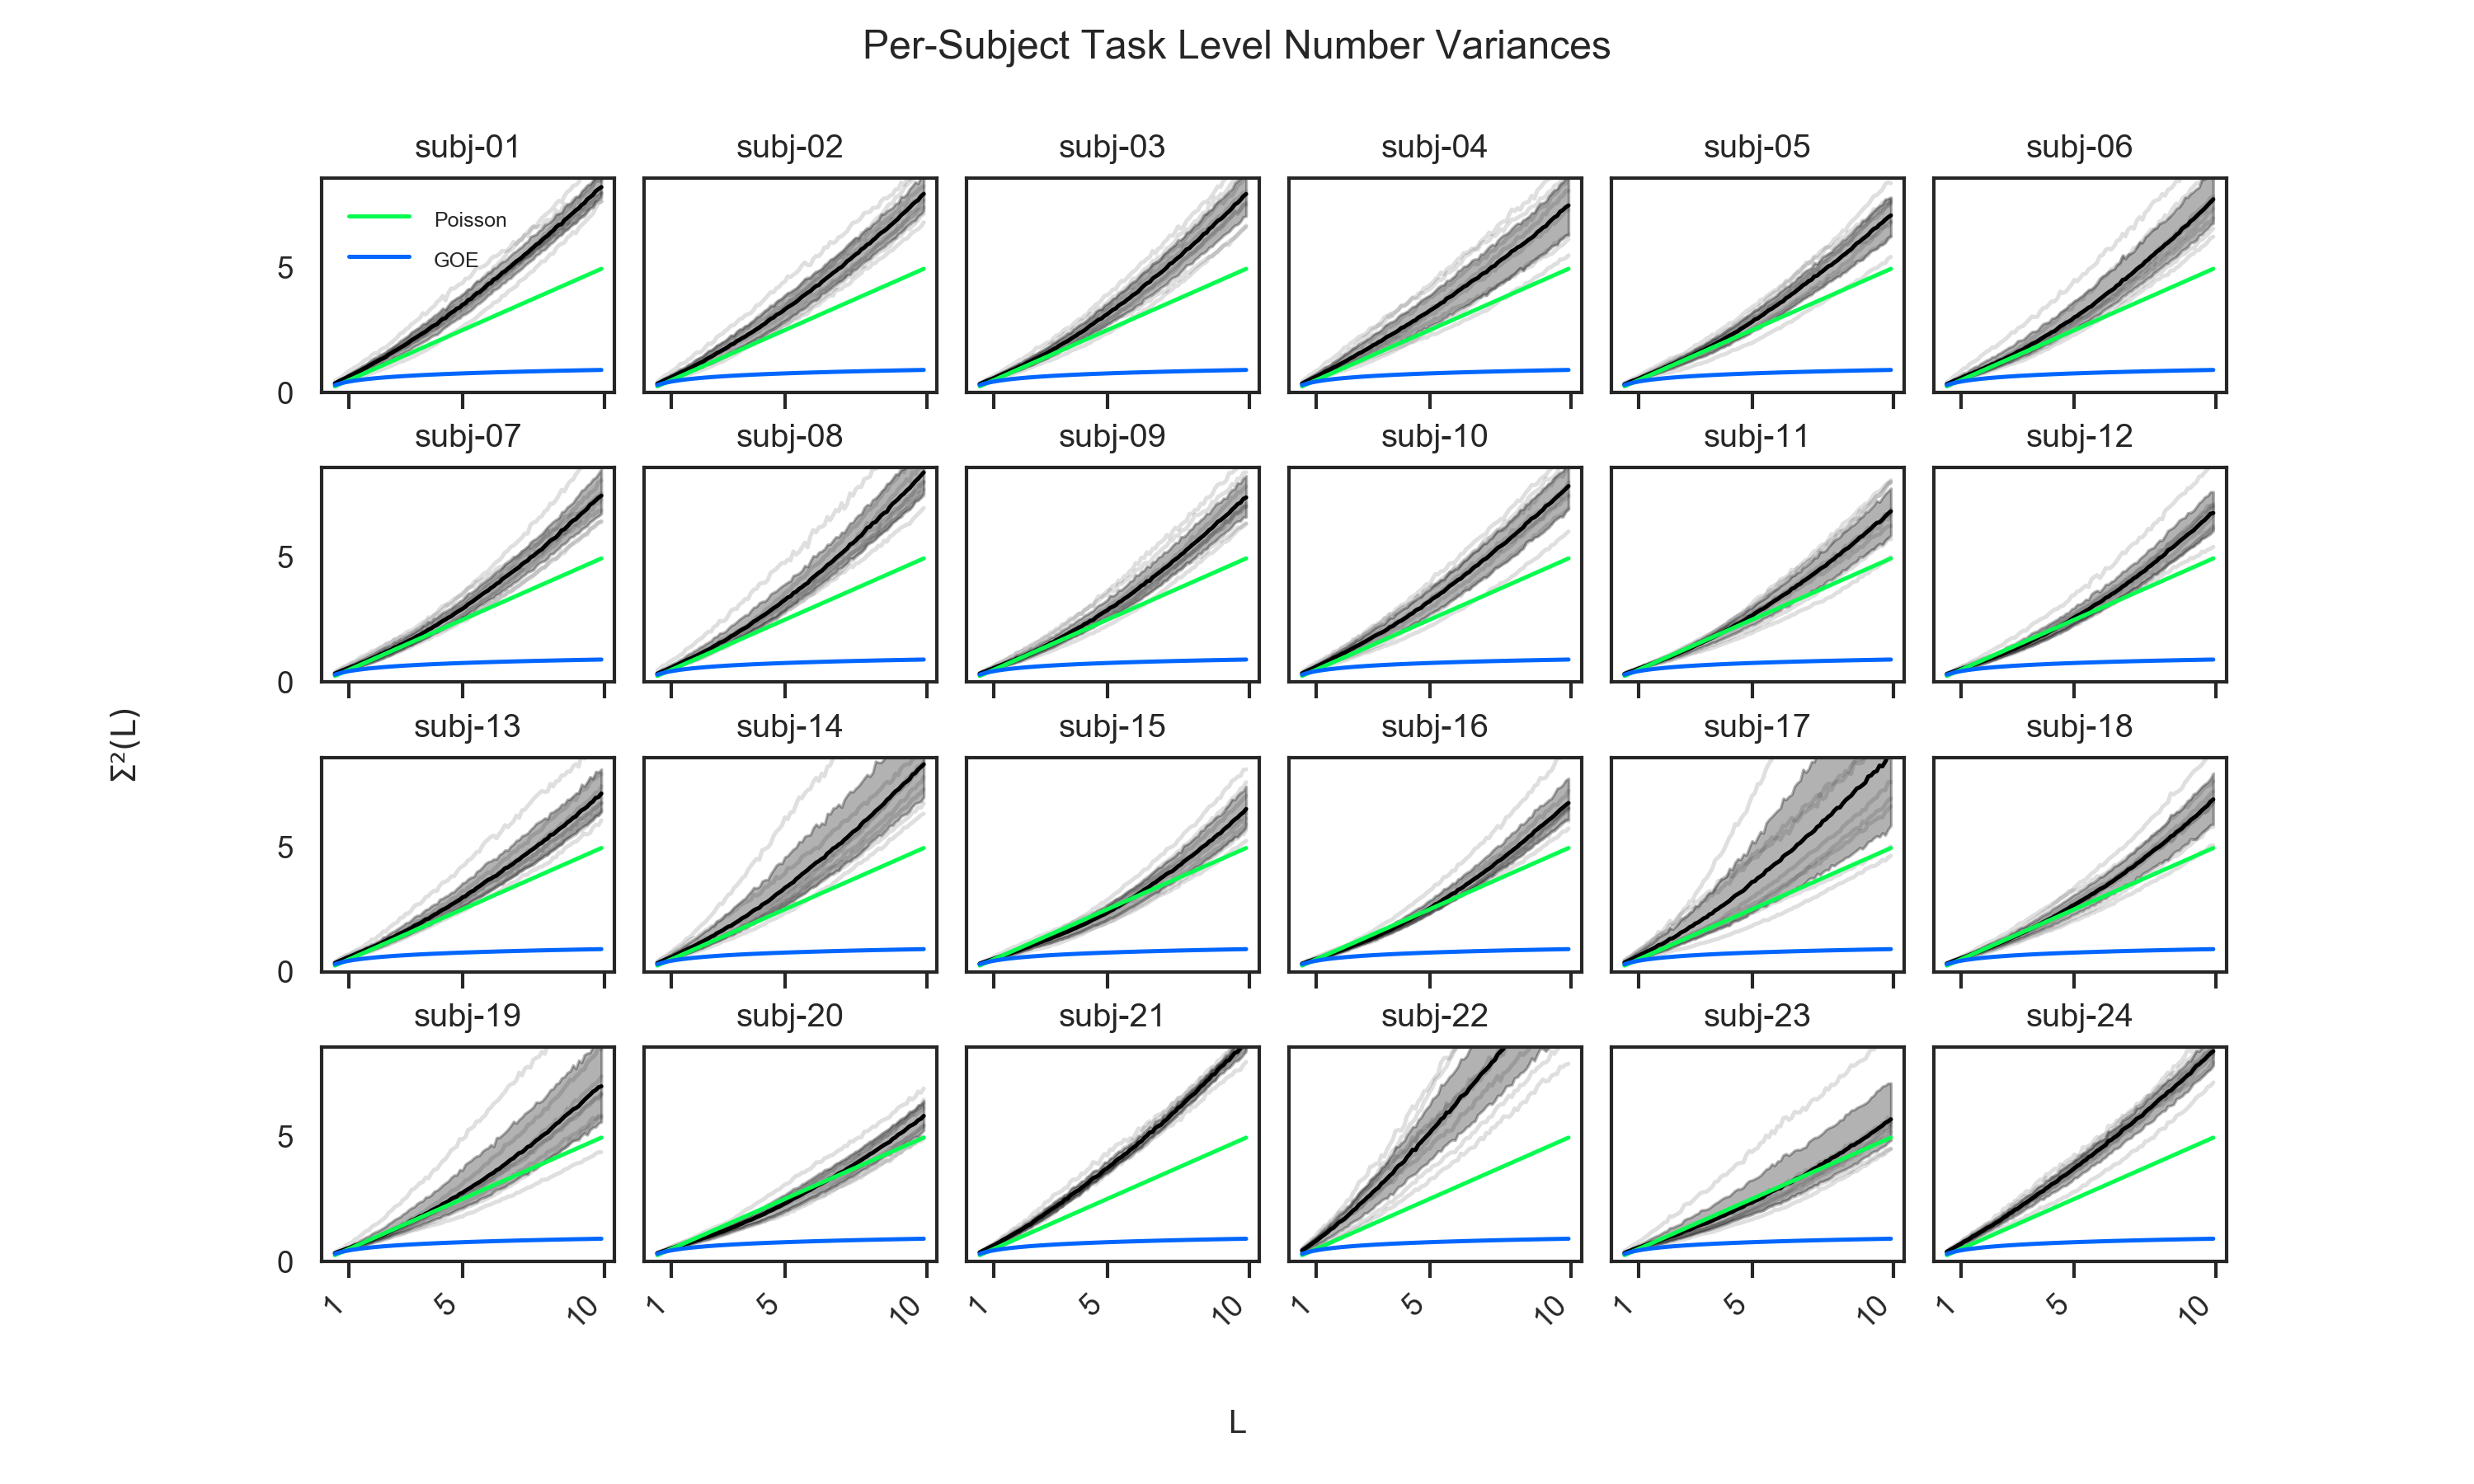 Per-Subject Task Level Number Variances
subj-01 subj-02 subj-03 subj-04 subj-05 subj-06
Poisson
GOE
5
0
subj-07 subj-08 subj-09 subj-10 subj-11 subj-12
5
0
subj-13 subj-14 subj-15 subj-16 subj-17 subj-18
Σ²(L)
5
0
subj-19 subj-20 subj-21 subj-22 subj-23 subj-24
5
0
1 5 10 1 5 10 1 5 10 1 5 10 1 5 10 1 5 10
L